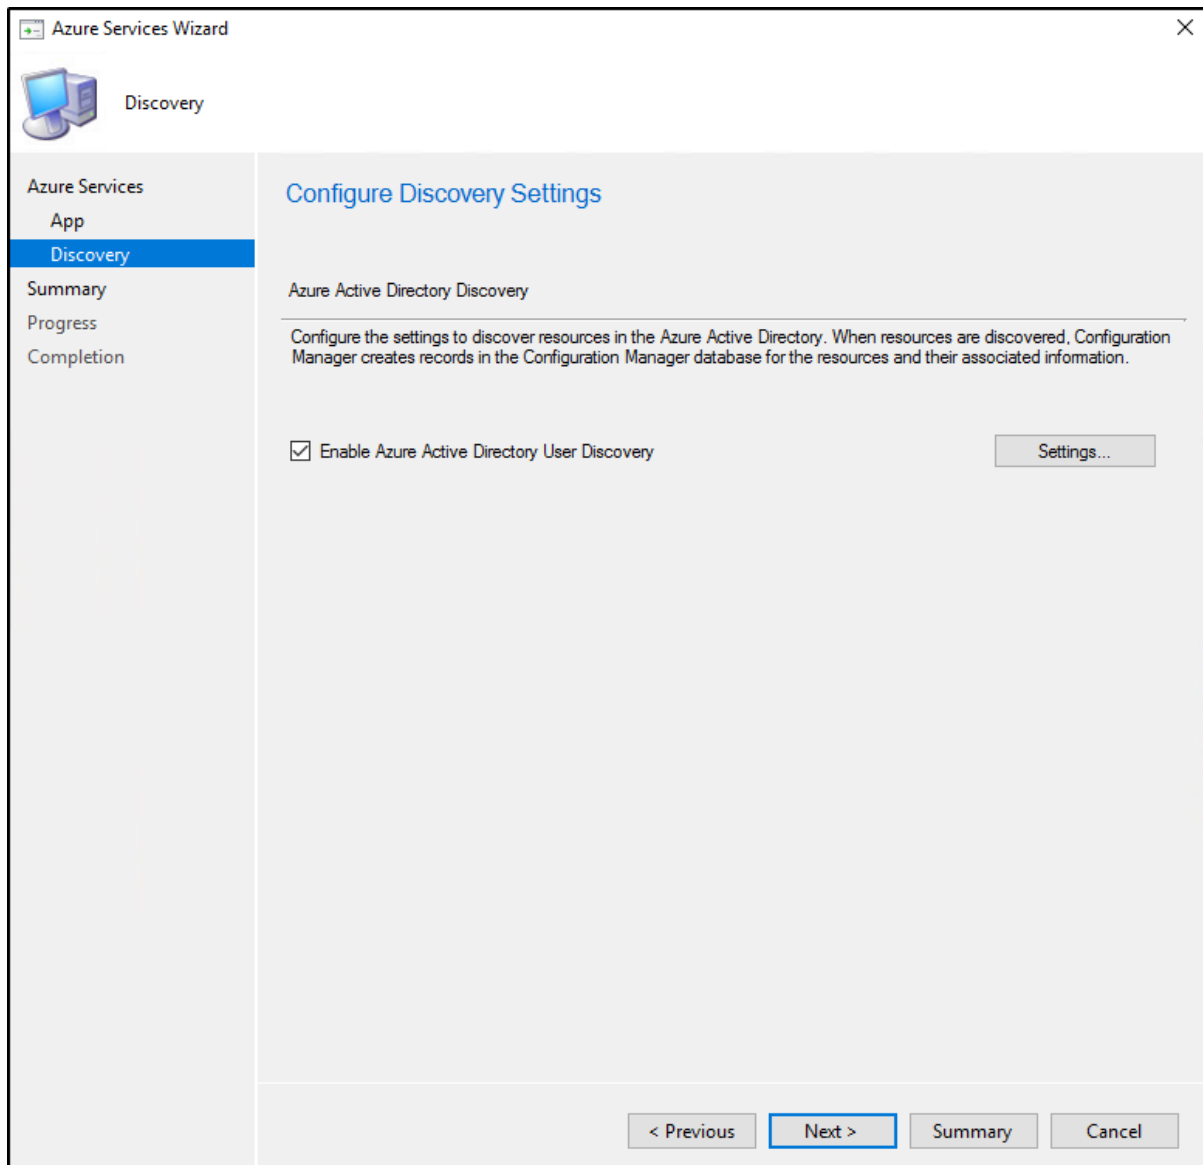 Azure Services Wizard
Discovery
Azure Services
App
Discovery
Summary
Progress
Completion
Configure Discovery Settings
Azure Active Directory Discovery
Configure the settings to discover resources in the Azure Active Directory. When resources are discovered, Configuration
Manager creates records in the Configuration Manager database for the resources and their associated information.
Enable Azure Active Directory User Discovery
Settings...
< Previous
Next >
Summary
Cancel